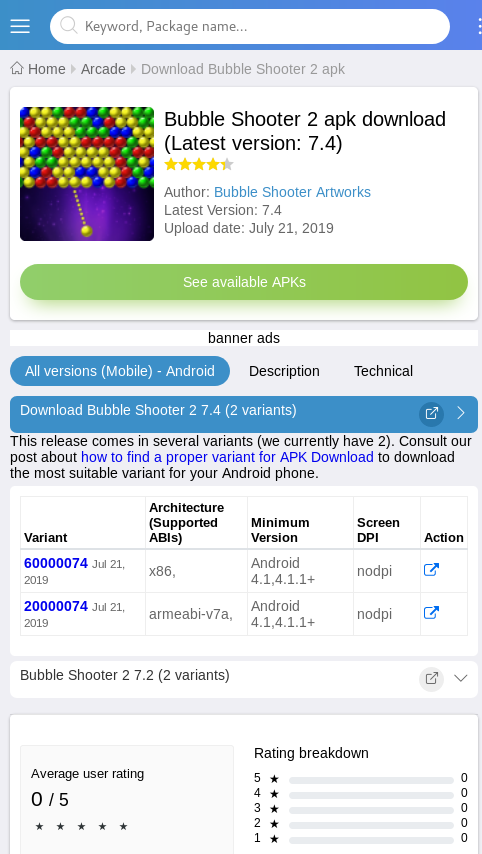 Keyword, Package name...
Home Arcade Download Bubble Shooter 2 apk
Bubble Shooter 2 apk download
(Latest version: 7.4)
Author: Bubble Shooter Artworks
Latest Version: 7.4
Upload date: July 21, 2019
See available APKs
banner ads
All versions (Mobile) - Android Description Technical
Download Bubble Shooter 2 7.4 (2 variants)
This release comes in several variants (we currently have 2). Consult our
post about how to find a proper variant for APK Download to download
the most suitable variant for your Android phone.
Variant Architecture (Supported ABIs) Minimum Version Screen DPI Action
60000074 Jul 21, 2019 x86, Android 4.1,4.1.1+ nodpi
20000074 Jul 21, 2019 armeabi-v7a, Android 4.1,4.1.1+ nodpi
Bubble Shooter 2 7.2 (2 variants)
Average user rating
0 / 5
★ ★ ★ ★ ★
Rating breakdown
5 ★ 0
4 ★ 0
3 ★ 0
2 ★ 0
1 ★ 0